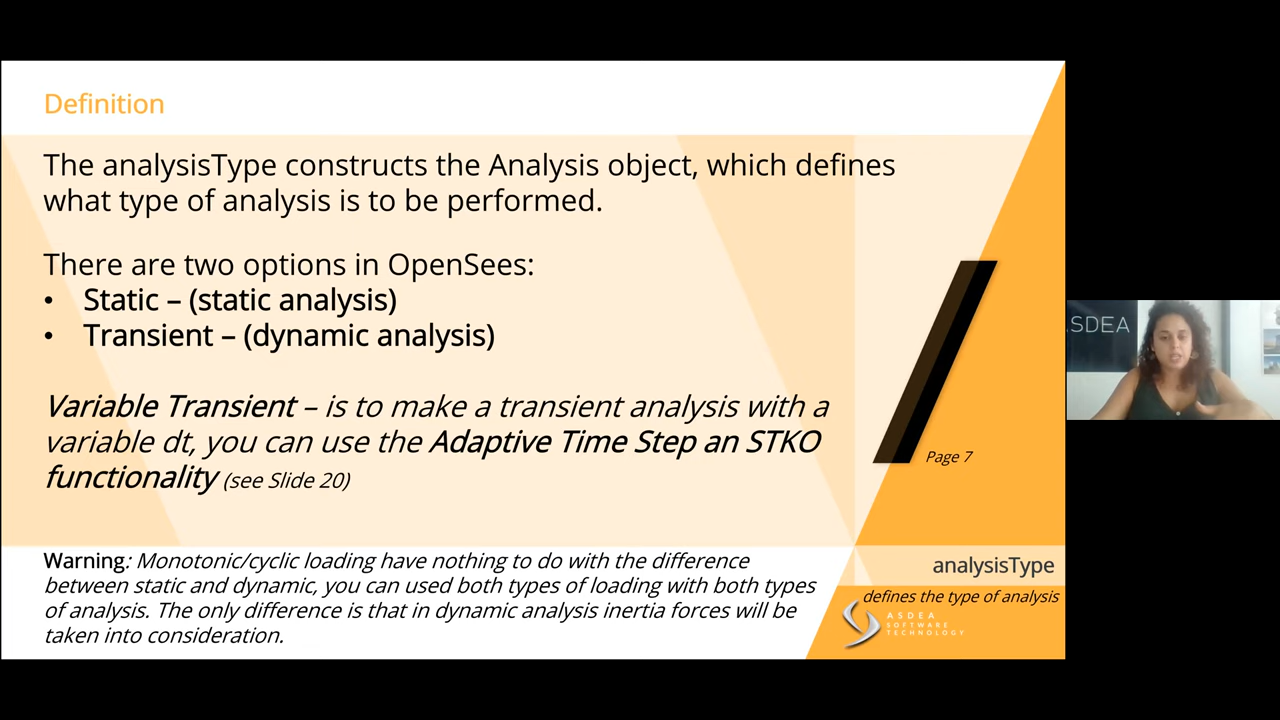 Definition
The analysisType constructs the Analysis object, which defines
what type of analysis is to be performed.
There are two options in OpenSees:
• Static – (static analysis)
• Transient – (dynamic analysis)
Variable Transient – is to make a transient analysis with a
variable dt, you can use the Adaptive Time Step an STKO
functionality (see Slide 20)
Page 7
Warning: Monotonic/cyclic loading have nothing to do with the difference
between static and dynamic, you can used both types of loading with both types
of analysis. The only difference is that in dynamic analysis inertia forces will be
taken into consideration.
analysisType
defines the type of analysis
ASDEA
SOFTWARE
TECHNOLOGY
SDEA